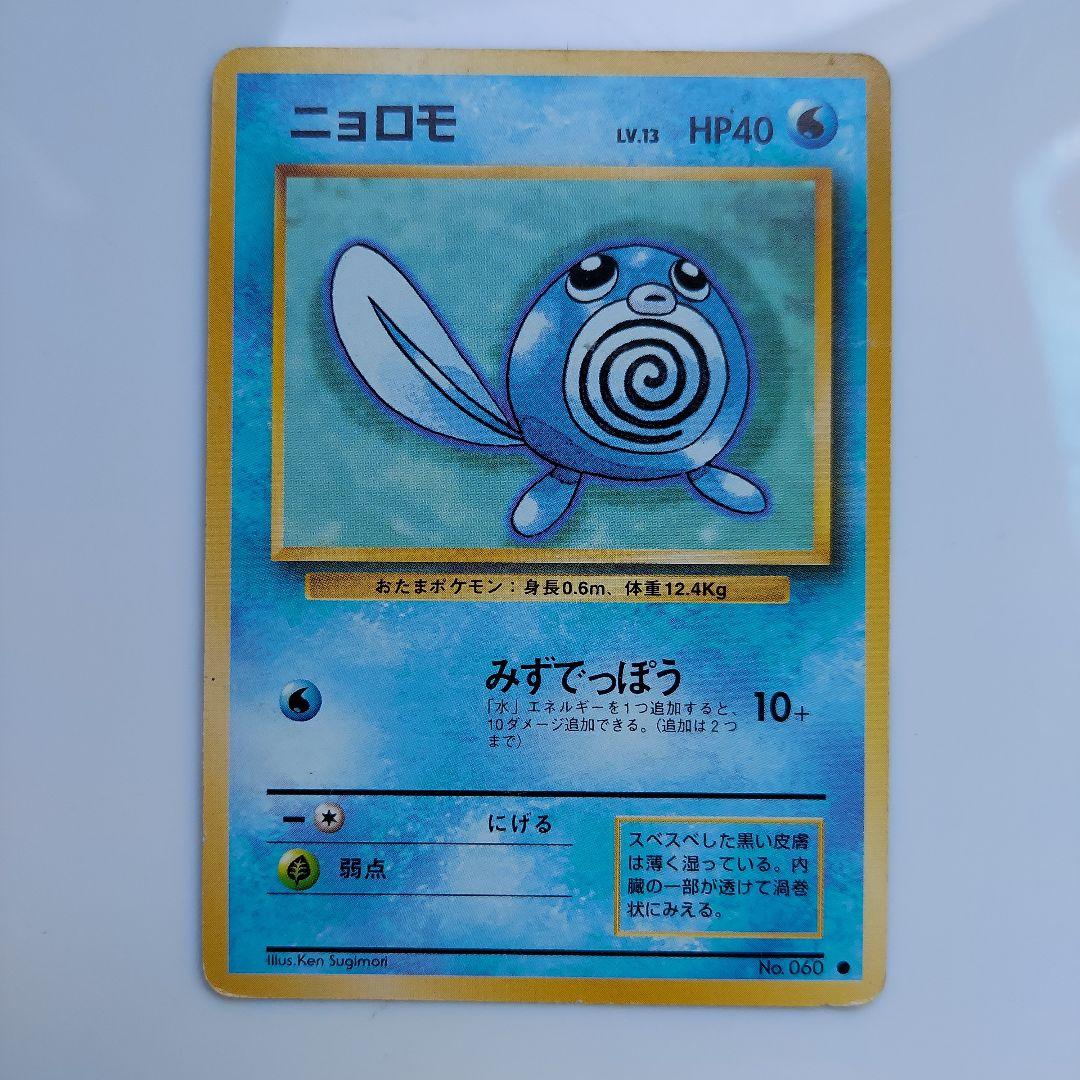 ニョロモ LV.13 HP40
おたまポケモン：身長0.6m、体重12.4Kg
みずでっぽう
「水」エネルギーを1つ追加すると、
10ダメージ追加できる。（追加は2つ
まで）
10+
にげる
弱点
スベスベした黒い皮膚
は薄く湿っている。内
臓の一部が透けて渦巻
状にみえる。
Illus.Ken Sugimori
No. 060